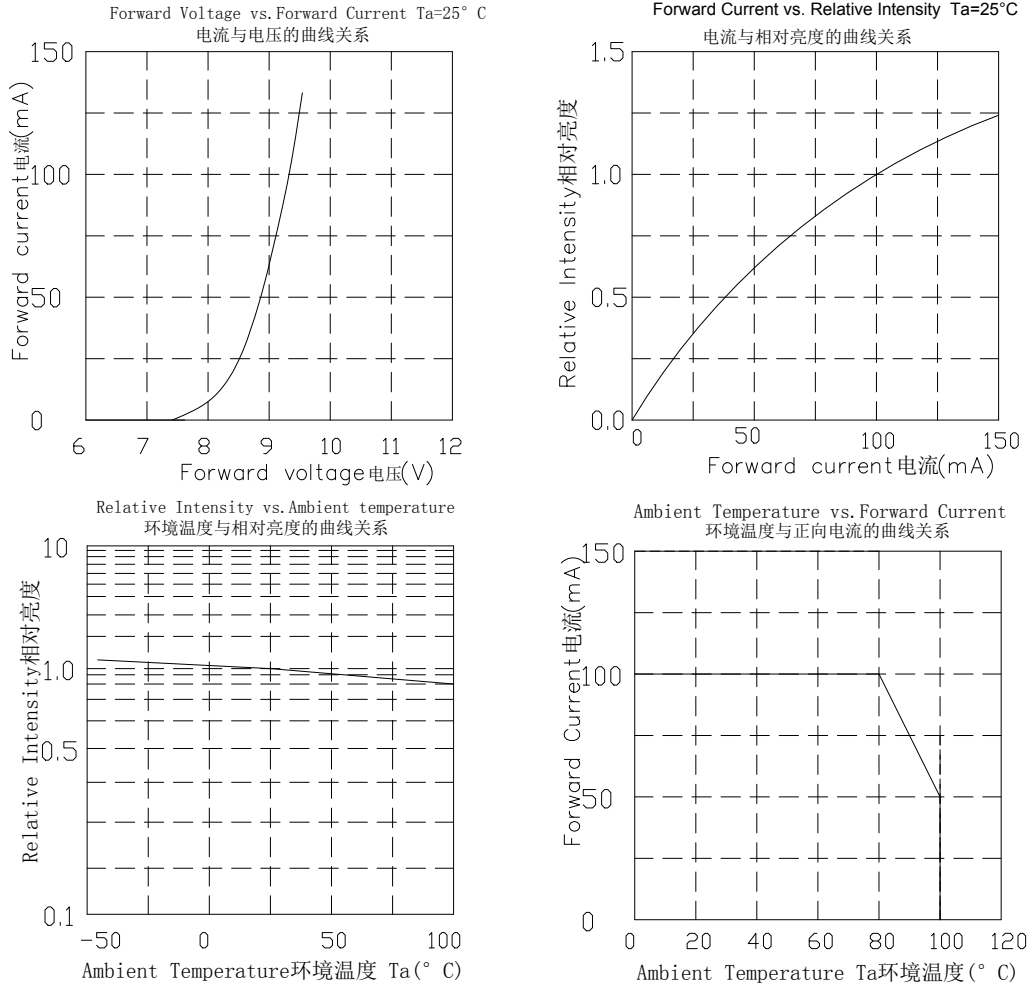 Forward Voltage vs.Forward Current Ta=25°C
电流与电压的曲线关系
150
100
50
0
Forward current电流(mA)
6 7 8 9 10 11 12
Forward voltage电压(V)
Forward Current vs. Relative Intensity Ta=25°C
电流与相对亮度的曲线关系
1.5
1.0
0.5
0.0
Relative Intensity相对亮度
0 50 100 150
Forward current电流(mA)
Relative Intensity vs.Ambient temperature
环境温度与相对亮度的曲线关系
10
1.0
0.5
0.1
Relative Intensity相对亮度
-50 0 50 100
Ambient Temperature环境温度 Ta(°C)
Ambient Temperature vs.Forward Current
环境温度与正向电流的曲线关系
150
100
50
0
Forward Current电流(mA)
0 20 40 60 80 100 120
Ambient Temperature Ta环境温度(°C)